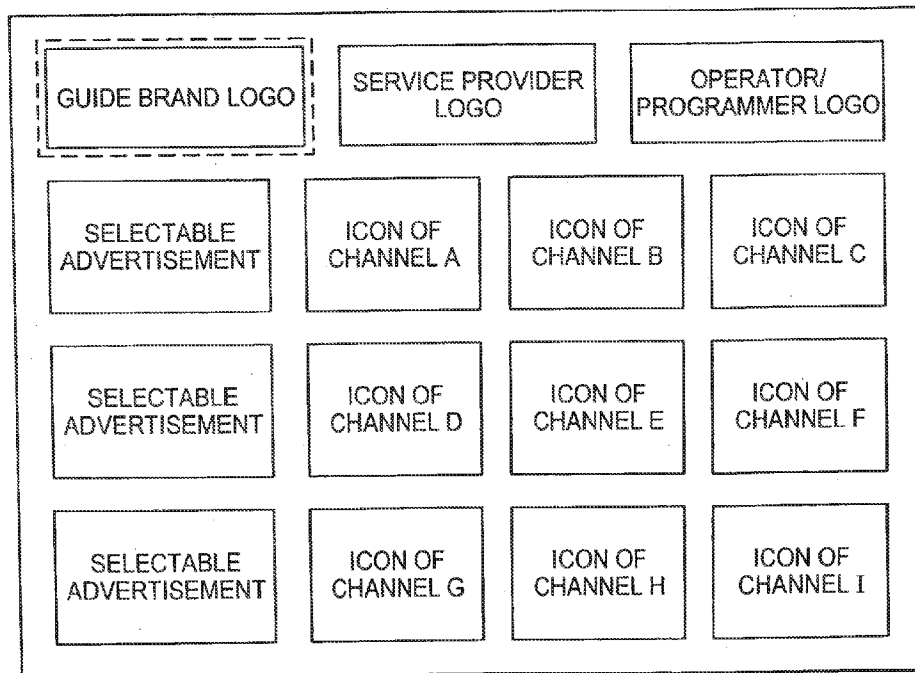 GUIDE BRAND LOGO
SERVICE PROVIDER
LOGO
OPERATOR/
PROGRAMMER LOGO
SELECTABLE
ADVERTISEMENT
ICON OF
CHANNEL A
ICON OF
CHANNEL B
ICON OF
CHANNEL C
SELECTABLE
ADVERTISEMENT
ICON OF
CHANNEL D
ICON OF
CHANNEL E
ICON OF
CHANNEL F
SELECTABLE
ADVERTISEMENT
ICON OF
CHANNEL G
ICON OF
CHANNEL H
ICON OF
CHANNEL I